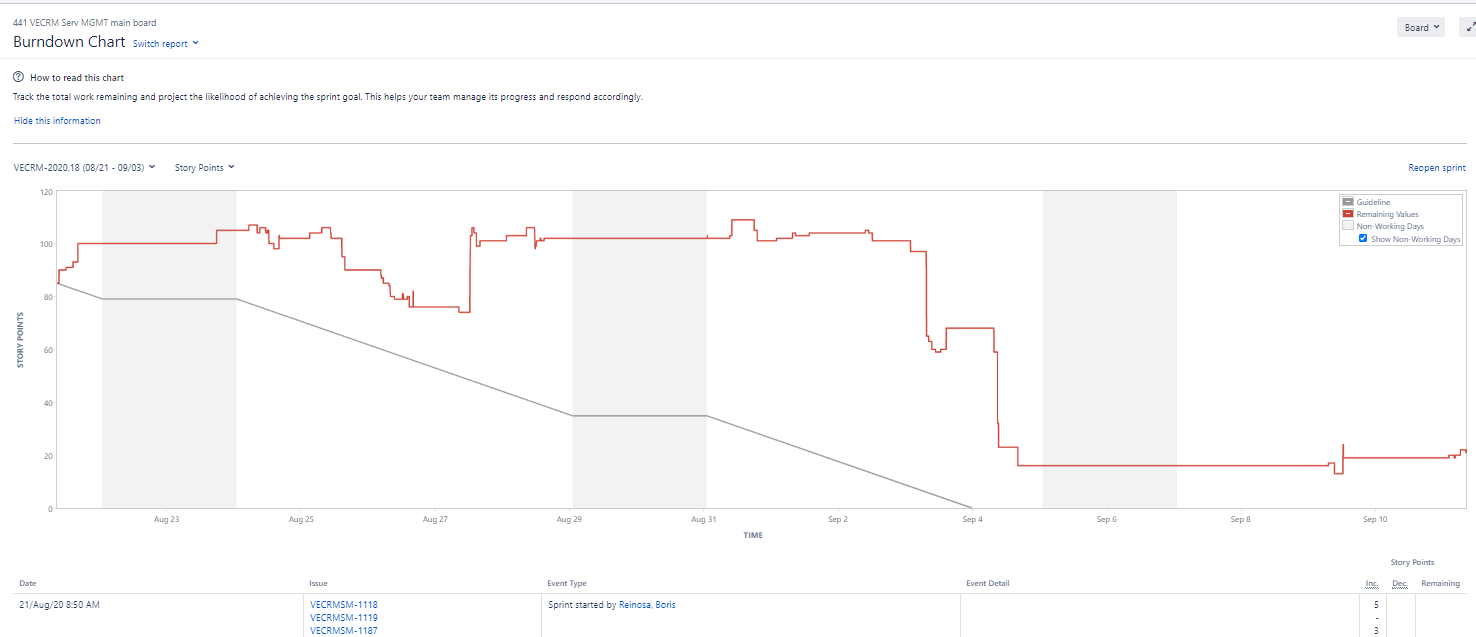 441 VECRM Serv MGMT main board
Burndown Chart Switch report
Board
How to read this chart
Track the total work remaining and project the likelihood of achieving the sprint goal. This helps your team manage its progress and respond accordingly.
Hide this information
VECRM-2020.18 (08/21 - 09/03) Story Points
Reopen sprint
120
100
80
60
40
20
0
STORY POINTS
Guideline
Remaining Values
Non-Working Days
Show Non-Working Days
Aug 23 Aug 25 Aug 27 Aug 29 Aug 31 Sep 2 Sep 4 Sep 6 Sep 8 Sep 10
TIME
Story Points
Date Issue Event Type Event Detail Inc. Dec. Remaining
21/Aug/20 8:50 AM VECRMSM-1118 Sprint started by Reinosa, Boris 5
VECRMSM-1119 -
VECRMSM-1187 3